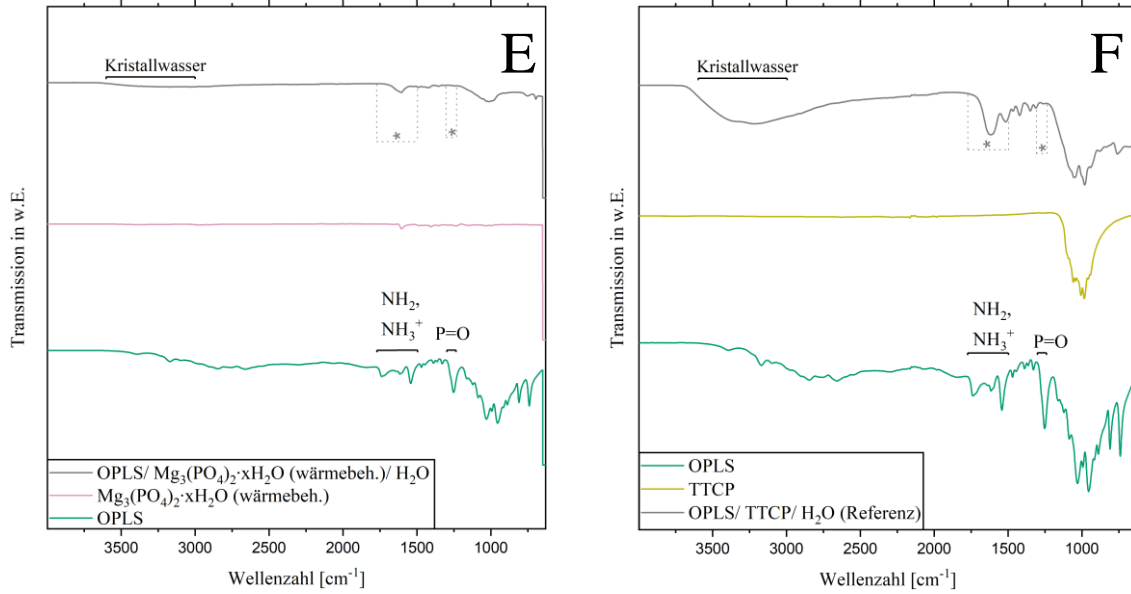 E
Kristallwasser
*
*
NH₂,
NH₃⁺
P=O
Transmission in w.E.
OPLS/ Mg₃(PO₄)₂·xH₂O (wärmebeh.)/ H₂O
Mg₃(PO₄)₂·xH₂O (wärmebeh.)
OPLS
3500 3000 2500 2000 1500 1000
Wellenzahl [cm⁻¹]
F
Kristallwasser
*
*
NH₂,
NH₃⁺
P=O
Transmission in w.E.
OPLS
TTCP
OPLS/ TTCP/ H₂O (Referenz)
3500 3000 2500 2000 1500 1000
Wellenzahl [cm⁻¹]